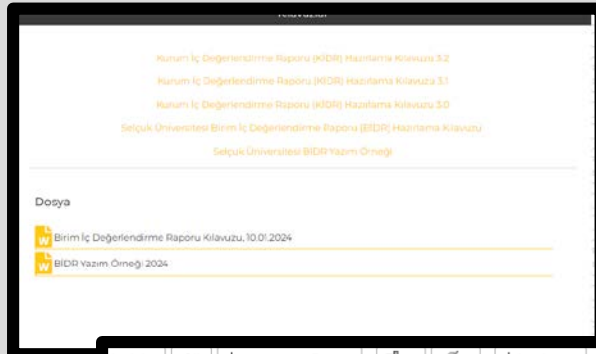 Kılavuzlar
Kurum İç Değerlendirme Raporu (KİDR) Hazırlama Kılavuzu 3.2
Kurum İç Değerlendirme Raporu (KİDR) Hazırlama Kılavuzu 3.1
Kurum İç Değerlendirme Raporu (KİDR) Hazırlama Kılavuzu 3.0
Selçuk Üniversitesi Birim İç Değerlendirme Raporu (BİDR) Hazırlama Kılavuzu
Selçuk Üniversitesi BİDR Yazım Örneği
Dosya
Birim İç Değerlendirme Raporu Kılavuzu, 10.01.2024
BİDR Yazım Örneği 2024